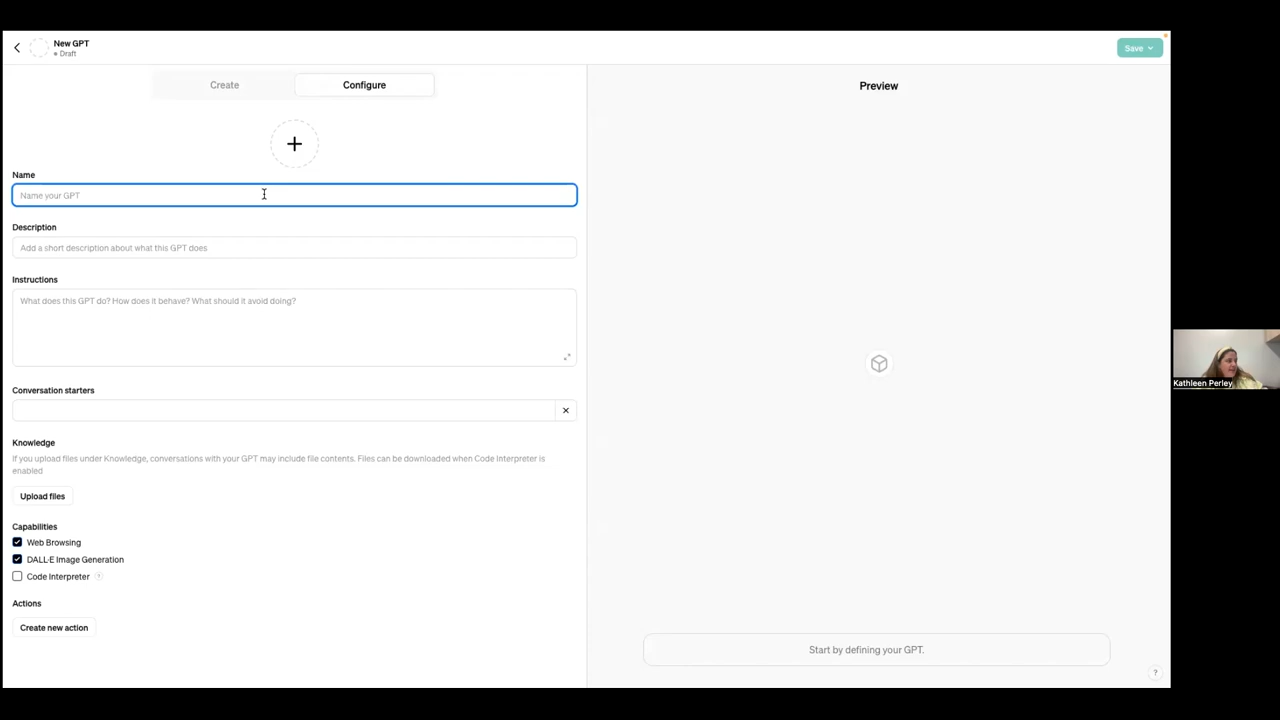 New GPT
Draft
Save
Create
Configure
Preview
Name
Name your GPT
Description
Add a short description about what this GPT does
Instructions
What does this GPT do? How does it behave? What should it avoid doing?
Conversation starters
Knowledge
If you upload files under Knowledge, conversations with your GPT may include file contents. Files can be downloaded when Code Interpreter is
enabled
Upload files
Capabilities
Web Browsing
DALL·E Image Generation
Code Interpreter ?
Actions
Create new action
Start by defining your GPT.
?
Kathleen Perley